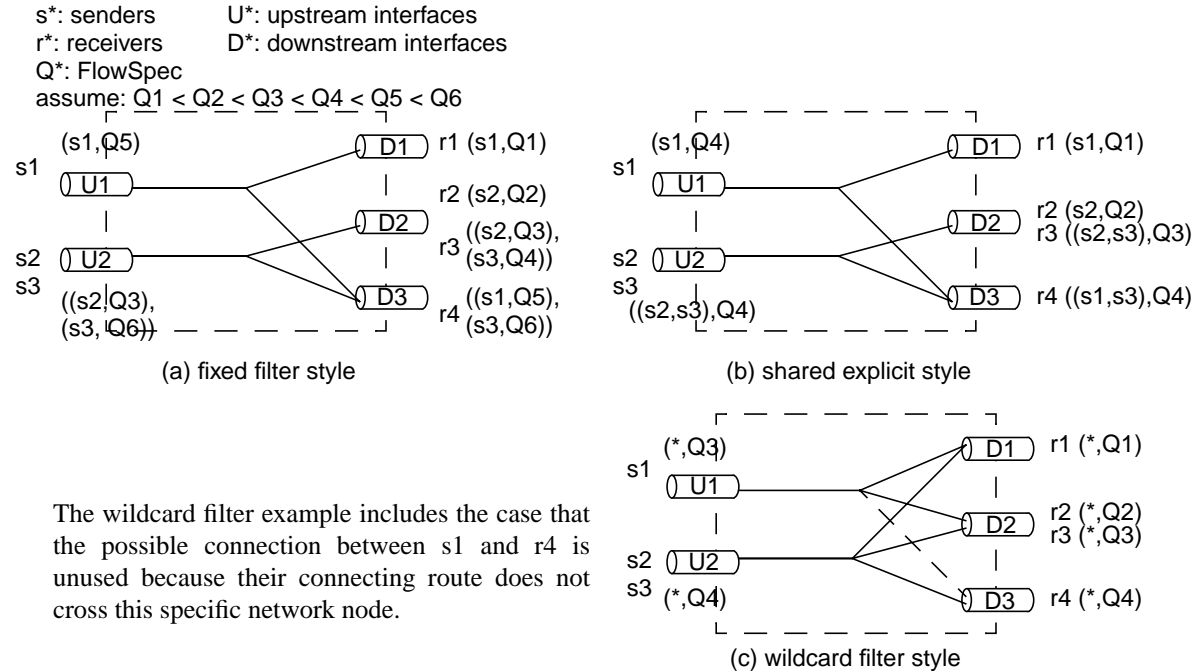 s*: senders U*: upstream interfaces
r*: receivers D*: downstream interfaces
Q*: FlowSpec
assume: Q1 < Q2 < Q3 < Q4 < Q5 < Q6
(s1,Q5)
s1
U1
s2
s3
U2
((s2,Q3),
(s3, Q6))
D1
r1 (s1,Q1)
r2 (s2,Q2)
D2
r3 ((s2,Q3),
(s3,Q4))
D3
r4 ((s1,Q5),
(s3,Q6))
(a) fixed filter style
(s1,Q4)
s1
U1
s2
s3
U2
((s2,s3),Q4)
D1
r1 (s1,Q1)
D2
r2 (s2,Q2)
r3 ((s2,s3),Q3)
D3
r4 ((s1,s3),Q4)
(b) shared explicit style
The wildcard filter example includes the case that
the possible connection between s1 and r4 is
unused because their connecting route does not
cross this specific network node.
(*,Q3)
s1
U1
s2
s3
U2
(*,Q4)
D1
r1 (*,Q1)
D2
r2 (*,Q2)
r3 (*,Q3)
D3
r4 (*,Q4)
(c) wildcard filter style